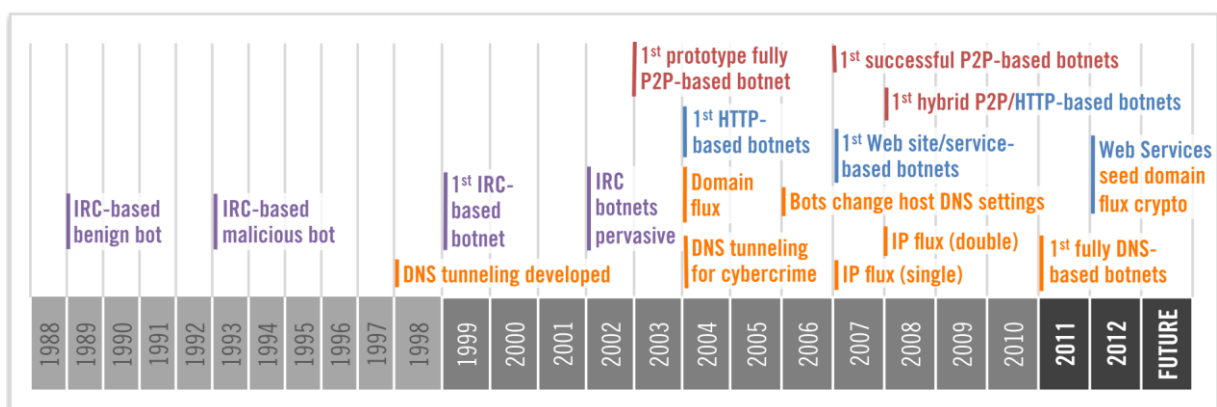 1st prototype fully
P2P-based botnet
1st successful P2P-based botnets
1st hybrid P2P/HTTP-based botnets
1st HTTP-
based botnets
1st Web site/service-
based botnets
Web Services
seed domain
flux crypto
IRC-based
benign bot
IRC-based
malicious bot
1st IRC-
based
botnet
IRC
botnets
pervasive
Domain
flux
Bots change host DNS settings
DNS tunneling developed
DNS tunneling
for cybercrime
IP flux (double)
IP flux (single)
1st fully DNS-
based botnets
1988
1989
1990
1991
1992
1993
1994
1995
1996
1997
1998
1999
2000
2001
2002
2003
2004
2005
2006
2007
2008
2009
2010
2011
2012
FUTURE